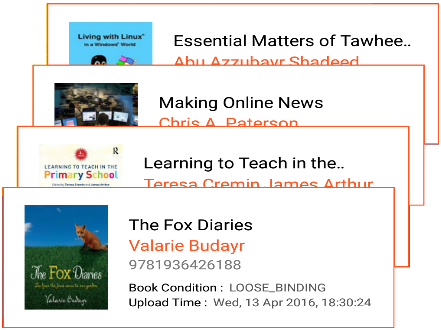 Living with Linux
in a Windows World
Essential Matters of Tawhee..
Abu Azzubayr Shadeed
Making Online News
Chris A. Paterson
R
LEARNING TO TEACH IN THE
Primary School
Learning to Teach in the..
Teresa Cremin, James Arthur
The Fox Diaries
Valarie Budayr
The Fox Diaries
Valarie Budayr
9781936426188
Book Condition : LOOSE_BINDING
Upload Time : Wed, 13 Apr 2016, 18:30:24